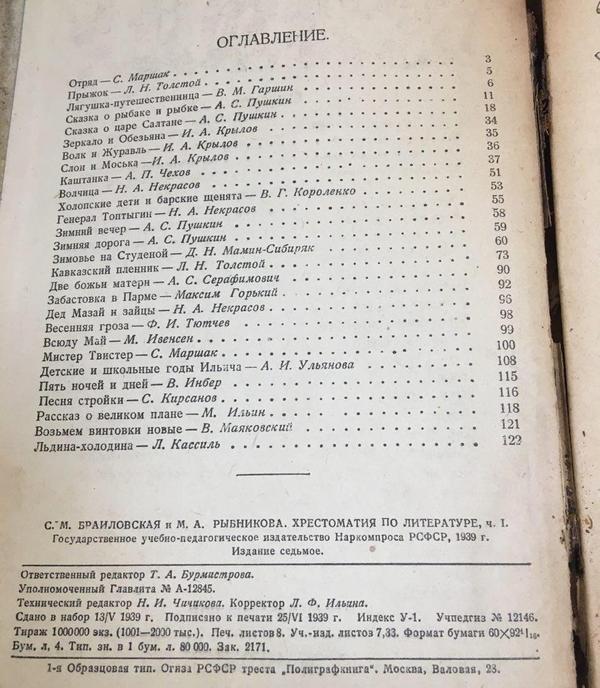 ОГЛАВЛЕНИЕ.
Отряд — С. Маршак 3
Прыжок — Л. Н. Толстой 5
Лягушка-путешественница — В. М. Гаршин 6
Сказка о рыбаке и рыбке — А. С. Пушкин 11
Сказка о царе Салтане — А. С. Пушкин 18
Зеркало и Обезьяна — И. А. Крылов 34
Волк и Журавль — И. А. Крылов 35
Слон и Моська — И. А. Крылов 36
Каштанка — А. П. Чехов 37
Волчица — Н. А. Некрасов 51
Холопские дети и барские щенята — В. Г. Короленко 53
Генерал Топтыгин — Н. А. Некрасов 55
Зимний вечер — А. С. Пушкин 58
Зимняя дорога — А. С. Пушкин 59
Зимовье на Студеной — Д. Н. Мамин-Сибиряк 60
Кавказский пленник — Л. Н. Толстой 73
Две божьи матери — А. С. Серафимович 90
Забастовка в Парме — Максим Горький 92
Дед Мазай и зайцы — Н. А. Некрасов 96
Весенняя гроза — Ф. И. Тютчев 98
Всюду Май — М. Ивенсен 99
Мистер Твистер — С. Маршак 100
Детские и школьные годы Ильича — А. И. Ульянова 108
Пять ночей и дней — В. Инбер 115
Песня стройки — С. Кирсанов 116
Рассказ о великом плане — М. Ильин 118
Возьмем винтовки новые — В. Маяковский 121
Льдина-холодина — Л. Кассиль 122
С. М. БРАИЛОВСКАЯ и М. А. РЫБНИКОВА. ХРЕСТОМАТИЯ ПО ЛИТЕРАТУРЕ, ч. I.
Государственное учебно-педагогическое издательство Наркомпроса РСФСР, 1939 г.
Издание седьмое.
Ответственный редактор Т. А. Бурмистрова.
Уполномоченный Главлита № А-12845.
Технический редактор Н. И. Чичикова. Корректор Л. Ф. Ильина.
Сдано в набор 13/V 1939 г. Подписано к печати 25/VI 1939 г. Индекс У-1. Учпедгиз № 12146.
Тираж 1000000 экз. (1001—2000 тыс.). Печ. листов 8. Уч.-изд. листов 7,33. Формат бумаги 60×92 1/16.
Бум. л. 4. Тип. зн. в 1 бум. л. 80000. Зак. 2171.
1-я Образцовая тип. Огиза РСФСР треста „Полиграфкнига“. Москва, Валовая, 28.